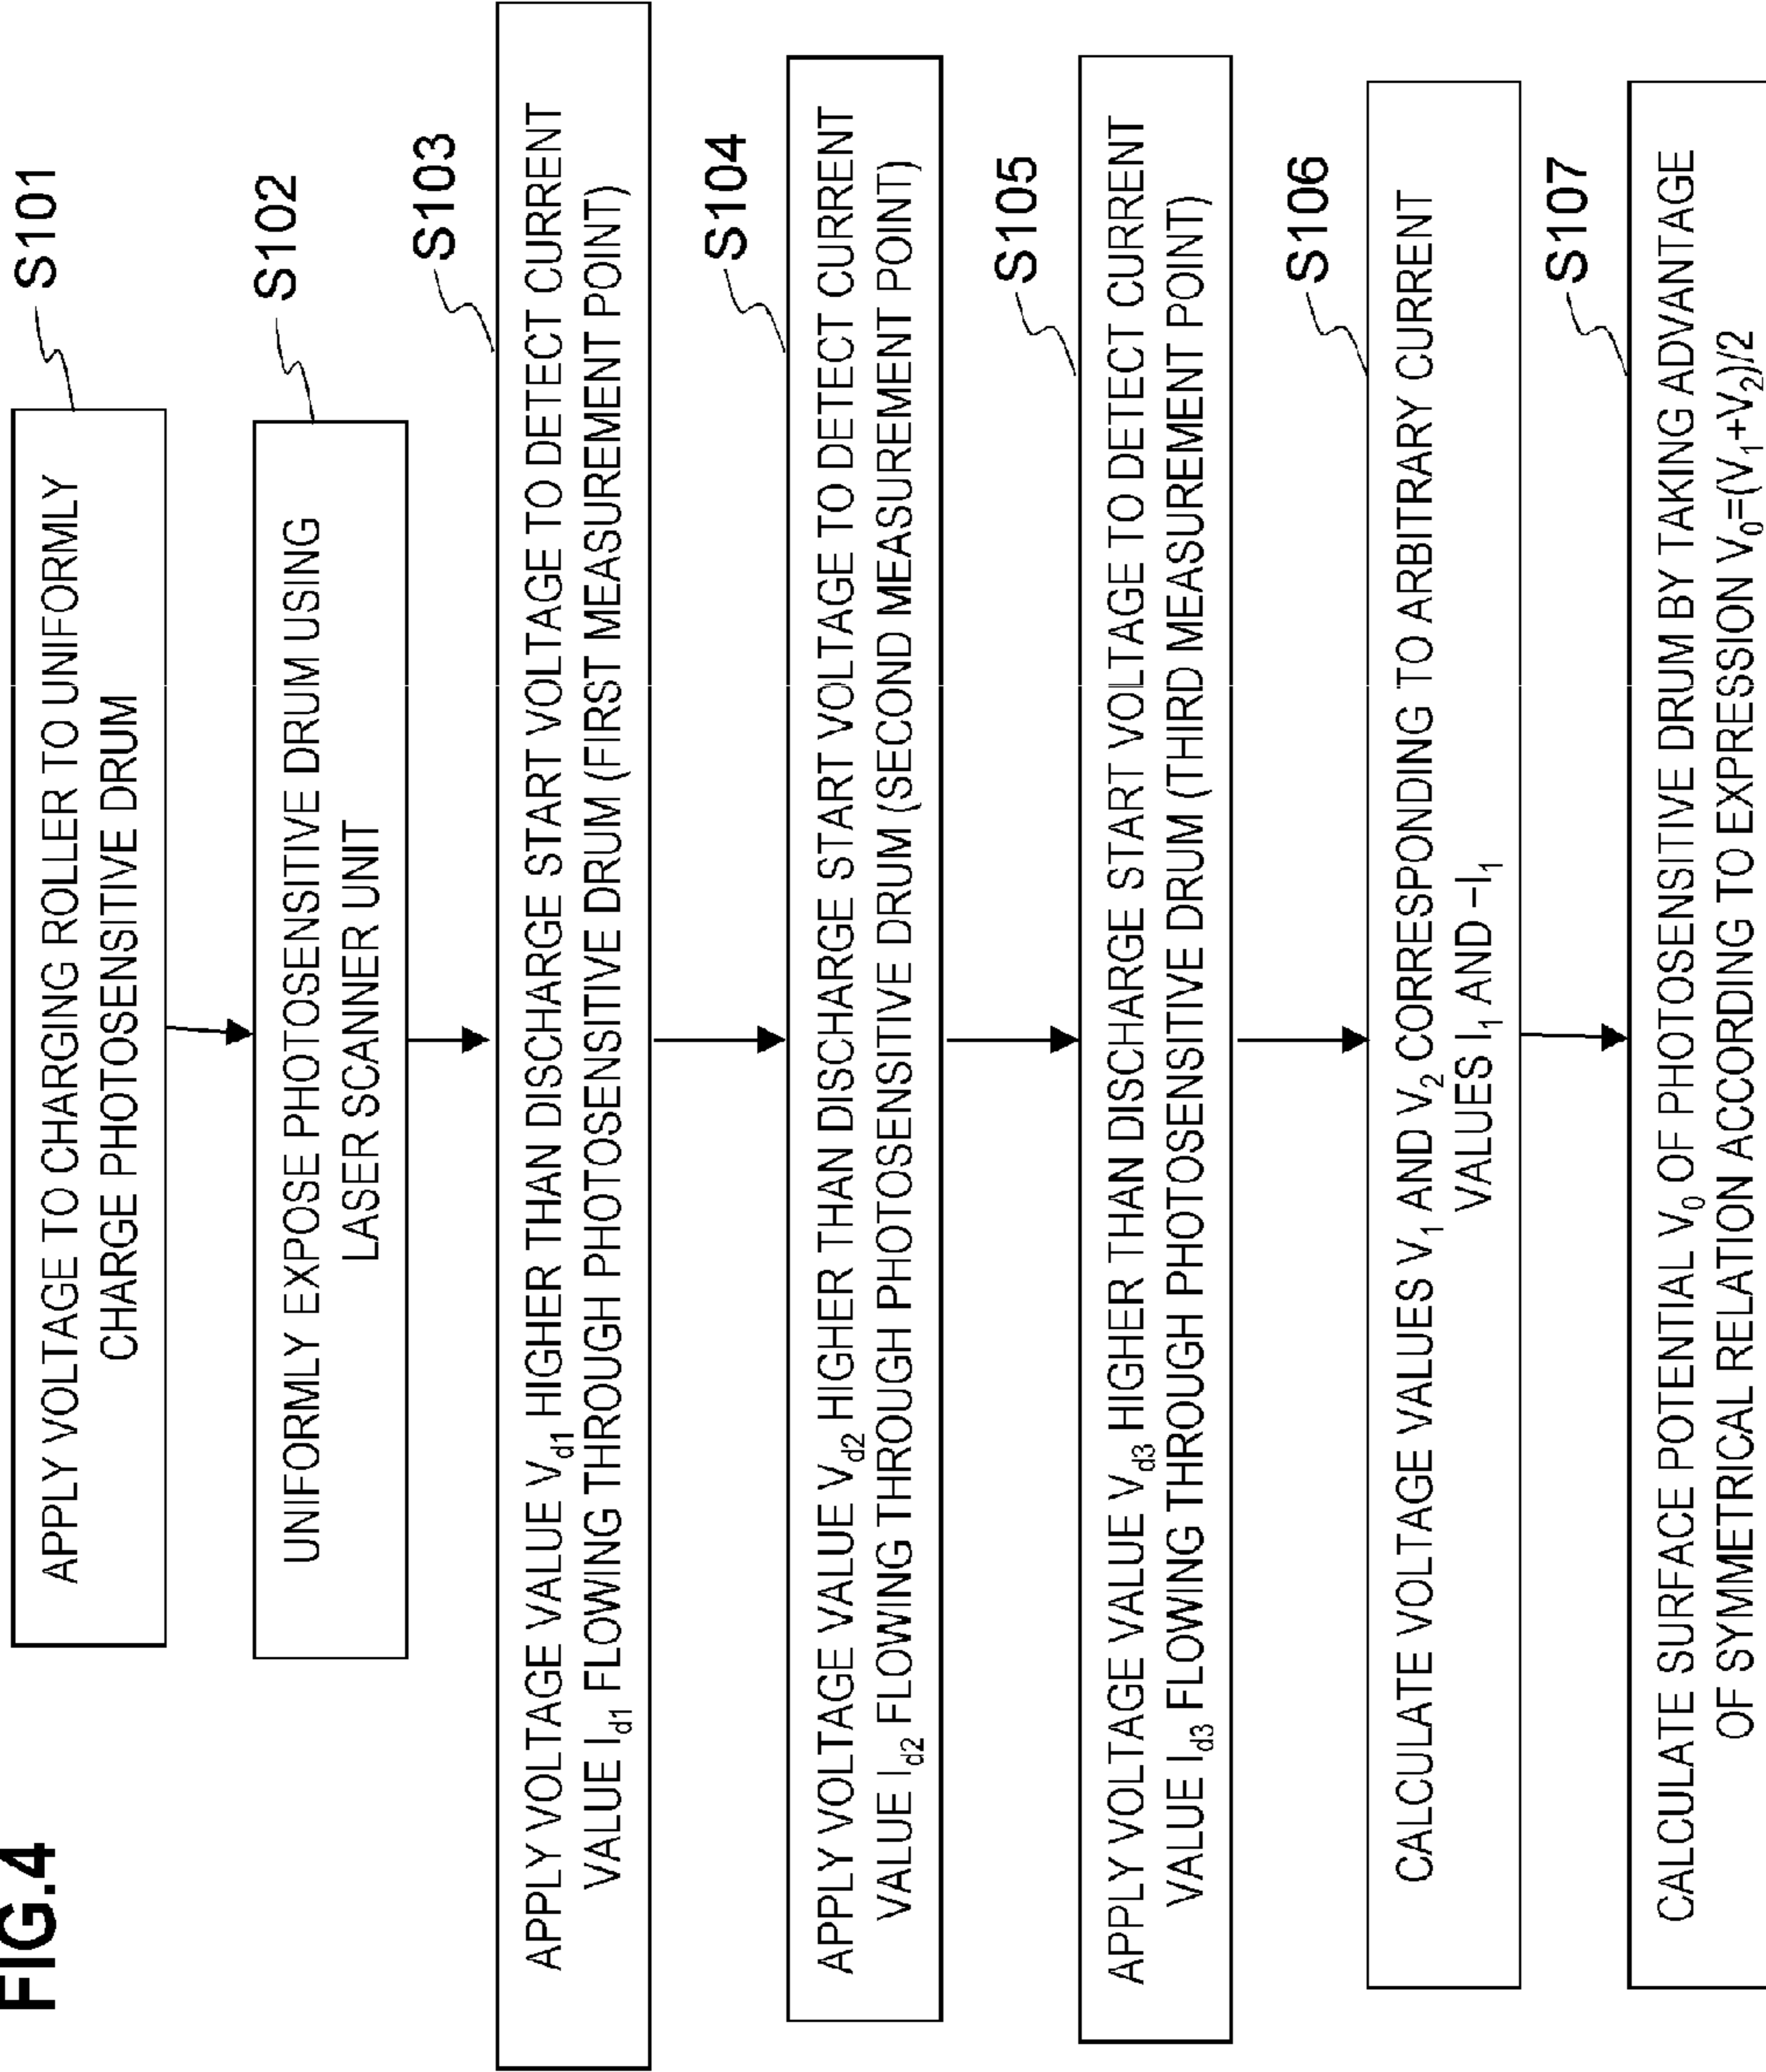 FIG.4
S101
APPLY VOLTAGE TO CHARGING ROLLER TO UNIFORMLY
CHARGE PHOTOSENSITIVE DRUM
S102
UNIFORMLY EXPOSE PHOTOSENSITIVE DRUM USING
LASER SCANNER UNIT
S103
APPLY VOLTAGE VALUE Vd1 HIGHER THAN DISCHARGE START VOLTAGE TO DETECT CURRENT
VALUE Id1 FLOWING THROUGH PHOTOSENSITIVE DRUM (FIRST MEASUREMENT POINT)
S104
APPLY VOLTAGE VALUE Vd2 HIGHER THAN DISCHARGE START VOLTAGE TO DETECT CURRENT
VALUE Id2 FLOWING THROUGH PHOTOSENSITIVE DRUM (SECOND MEASUREMENT POINT)
S105
APPLY VOLTAGE VALUE Vd3 HIGHER THAN DISCHARGE START VOLTAGE TO DETECT CURRENT
VALUE Id3 FLOWING THROUGH PHOTOSENSITIVE DRUM (THIRD MEASUREMENT POINT)
S106
CALCULATE VOLTAGE VALUES V1 AND V2 CORRESPONDING TO ARBITRARY CURRENT
VALUES I1 AND −I1
S107
CALCULATE SURFACE POTENTIAL V0 OF PHOTOSENSITIVE DRUM BY TAKING ADVANTAGE
OF SYMMETRICAL RELATION ACCORDING TO EXPRESSION V0=(V1+V2)/2